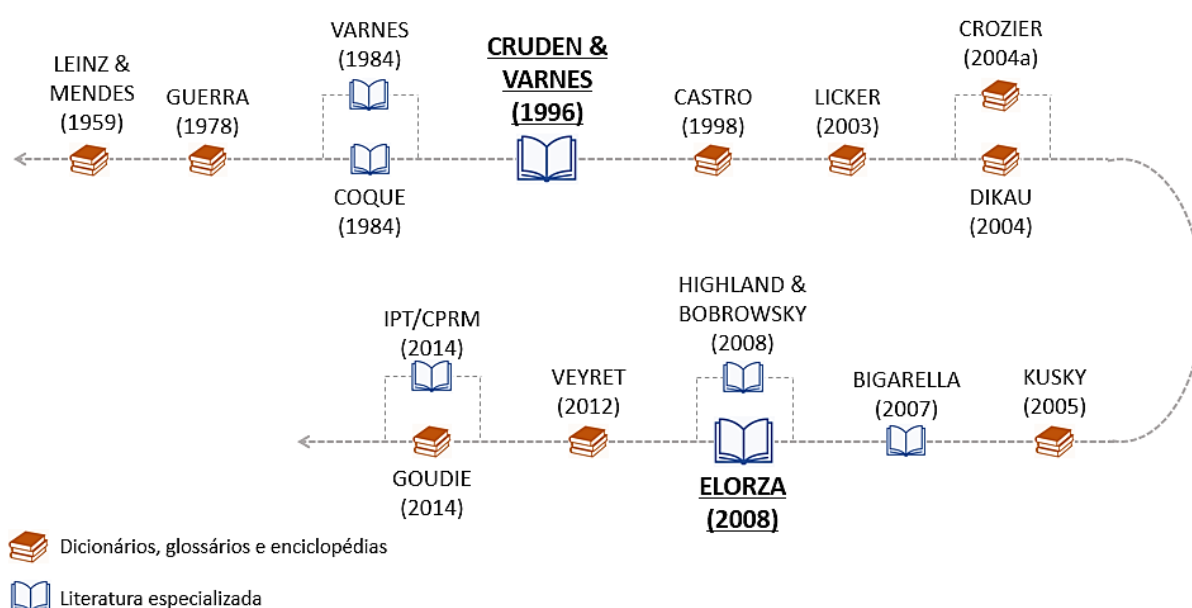 LEINZ &
MENDES
(1959)
GUERRA
(1978)
VARNES
(1984)
COQUE
(1984)
CRUDEN &
VARNES
(1996)
CASTRO
(1998)
LICKER
(2003)
CROZIER
(2004a)
DIKAU
(2004)
IPT/CPRM
(2014)
GOUDIE
(2014)
VEYRET
(2012)
HIGHLAND &
BOBROWSKY
(2008)
ELORZA
(2008)
BIGARELLA
(2007)
KUSKY
(2005)
Dicionários, glossários e enciclopédias
Literatura especializada